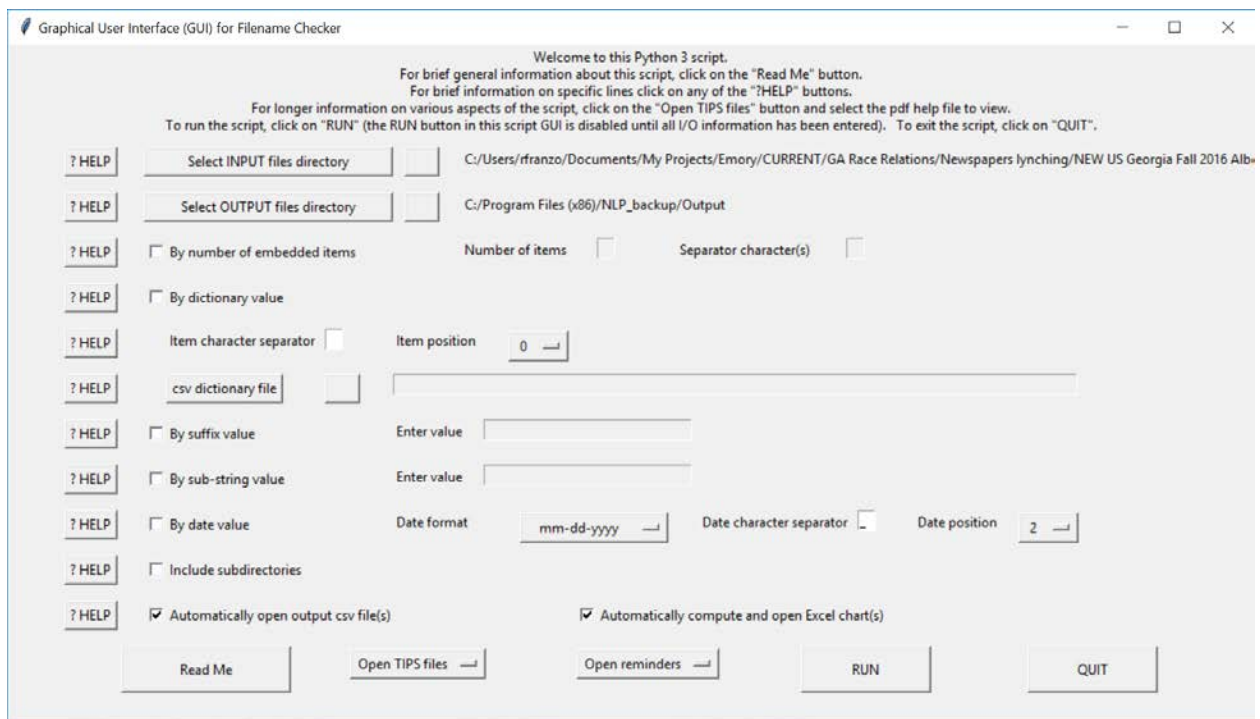 Graphical User Interface (GUI) for Filename Checker
Welcome to this Python 3 script.
For brief general information about this script, click on the "Read Me" button.
For brief information on specific lines click on any of the "?HELP" buttons.
For longer information on various aspects of the script, click on the "Open TIPS files" button and select the pdf help file to view.
To run the script, click on "RUN" (the RUN button in this script GUI is disabled until all I/O information has been entered). To exit the script, click on "QUIT".
? HELP Select INPUT files directory C:/Users/rfranzo/Documents/My Projects/Emory/CURRENT/GA Race Relations/Newspapers lynching/NEW US Georgia Fall 2016 Alb
? HELP Select OUTPUT files directory C:/Program Files (x86)/NLP_backup/Output
? HELP By number of embedded items Number of items Separator character(s)
? HELP By dictionary value
? HELP Item character separator Item position 0
? HELP csv dictionary file
? HELP By suffix value Enter value
? HELP By sub-string value Enter value
? HELP By date value Date format mm-dd-yyyy Date character separator _ Date position 2
? HELP Include subdirectories
? HELP Automatically open output csv file(s) Automatically compute and open Excel chart(s)
Read Me Open TIPS files Open reminders RUN QUIT